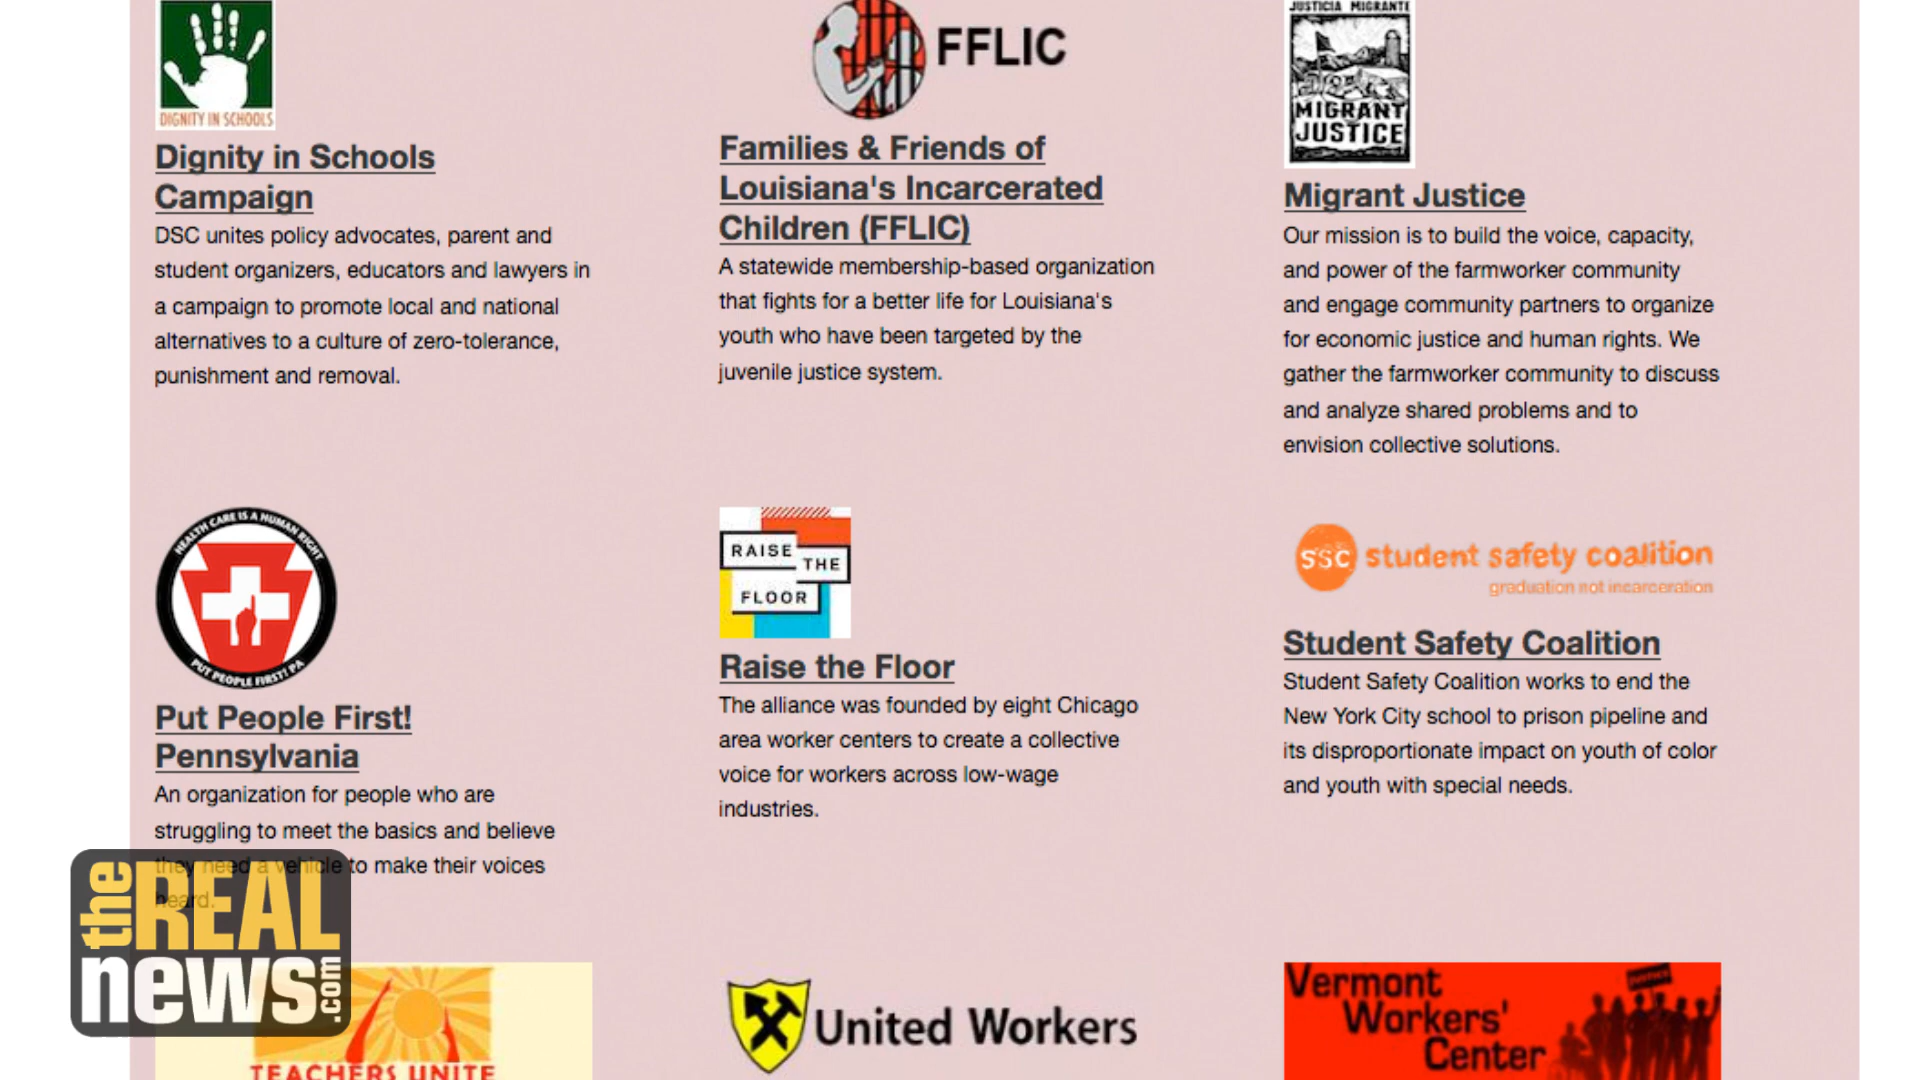 DIGNITY IN SCHOOLS
Dignity in Schools
Campaign
DSC unites policy advocates, parent and
student organizers, educators and lawyers in
a campaign to promote local and national
alternatives to a culture of zero-tolerance,
punishment and removal.
FFLIC
Families & Friends of
Louisiana's Incarcerated
Children (FFLIC)
A statewide membership-based organization
that fights for a better life for Louisiana's
youth who have been targeted by the
juvenile justice system.
JUSTICIA MIGRANTE
MIGRANT
JUSTICE
Migrant Justice
Our mission is to build the voice, capacity,
and power of the farmworker community
and engage community partners to organize
for economic justice and human rights. We
gather the farmworker community to discuss
and analyze shared problems and to
envision collective solutions.
HEALTH CARE IS A HUMAN RIGHT
PUT PEOPLE FIRST! PA
Put People First!
Pennsylvania
An organization for people who are
struggling to meet the basics and believe
they need a vehicle to make their voices
heard.
RAISE
THE
FLOOR
Raise the Floor
The alliance was founded by eight Chicago
area worker centers to create a collective
voice for workers across low-wage
industries.
SSC student safety coalition
graduation not incarceration
Student Safety Coalition
Student Safety Coalition works to end the
New York City school to prison pipeline and
its disproportionate impact on youth of color
and youth with special needs.
the REAL
news.com
TEACHERS UNITE
United Workers
Vermont
Workers'
Center
JUSTICE